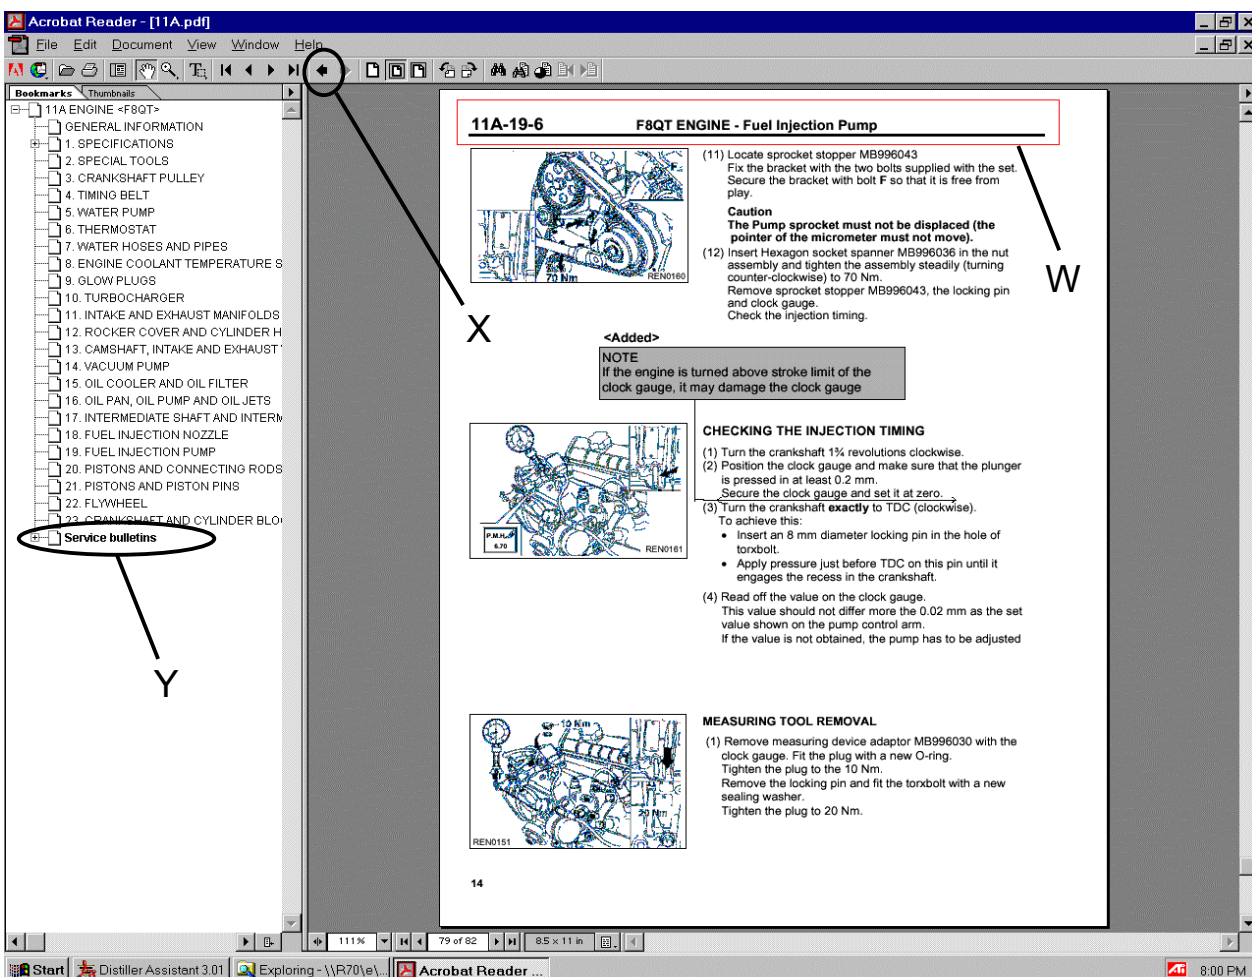 Acrobat Reader - [11A.pdf]
File Edit Document View Window Help
Bookmarks Thumbnails
11A ENGINE <F8QT>
GENERAL INFORMATION
1. SPECIFICATIONS
2. SPECIAL TOOLS
3. CRANKSHAFT PULLEY
4. TIMING BELT
5. WATER PUMP
6. THERMOSTAT
7. WATER HOSES AND PIPES
8. ENGINE COOLANT TEMPERATURE S
9. GLOW PLUGS
10. TURBOCHARGER
11. INTAKE AND EXHAUST MANIFOLDS
12. ROCKER COVER AND CYLINDER H
13. CAMSHAFT, INTAKE AND EXHAUST
14. VACUUM PUMP
15. OIL COOLER AND OIL FILTER
16. OIL PAN, OIL PUMP AND OIL JETS
17. INTERMEDIATE SHAFT AND INTERM
18. FUEL INJECTION NOZZLE
19. FUEL INJECTION PUMP
20. PISTONS AND CONNECTING RODS
21. PISTONS AND PISTON PINS
22. FLYWHEEL
23. CRANKSHAFT AND CYLINDER BLO
Service bulletins
Y
X
W
11A-19-6 F8QT ENGINE - Fuel Injection Pump
F
70 Nm
REN0160
(11) Locate sprocket stopper MB996043
Fix the bracket with the two bolts supplied with the set.
Secure the bracket with bolt F so that it is free from
play.
Caution
The Pump sprocket must not be displaced (the
pointer of the micrometer must not move).
(12) Insert Hexagon socket spanner MB996036 in the nut
assembly and tighten the assembly steadily (turning
counter-clockwise) to 70 Nm.
Remove sprocket stopper MB996043, the locking pin
and clock gauge.
Check the injection timing.
<Added>
NOTE
If the engine is turned above stroke limit of the
clock gauge, it may damage the clock gauge
P.M.H.
6.70
REN0161
CHECKING THE INJECTION TIMING
(1) Turn the crankshaft 1¾ revolutions clockwise.
(2) Position the clock gauge and make sure that the plunger
is pressed in at least 0.2 mm.
Secure the clock gauge and set it at zero.
(3) Turn the crankshaft exactly to TDC (clockwise).
To achieve this:
• Insert an 8 mm diameter locking pin in the hole of
torxbolt.
• Apply pressure just before TDC on this pin until it
engages the recess in the crankshaft.
(4) Read off the value on the clock gauge.
This value should not differ more the 0.02 mm as the set
value shown on the pump control arm.
If the value is not obtained, the pump has to be adjusted
10 Nm
20 Nm
REN0151
MEASURING TOOL REMOVAL
(1) Remove measuring device adaptor MB996030 with the
clock gauge. Fit the plug with a new O-ring.
Tighten the plug to the 10 Nm.
Remove the locking pin and fit the torxbolt with a new
sealing washer.
Tighten the plug to 20 Nm.
14
111% 79 of 82 8.5 x 11 in
Start Distiller Assistant 3.01 Exploring - \\R70\e\... Acrobat Reader ... ATI 8:00 PM